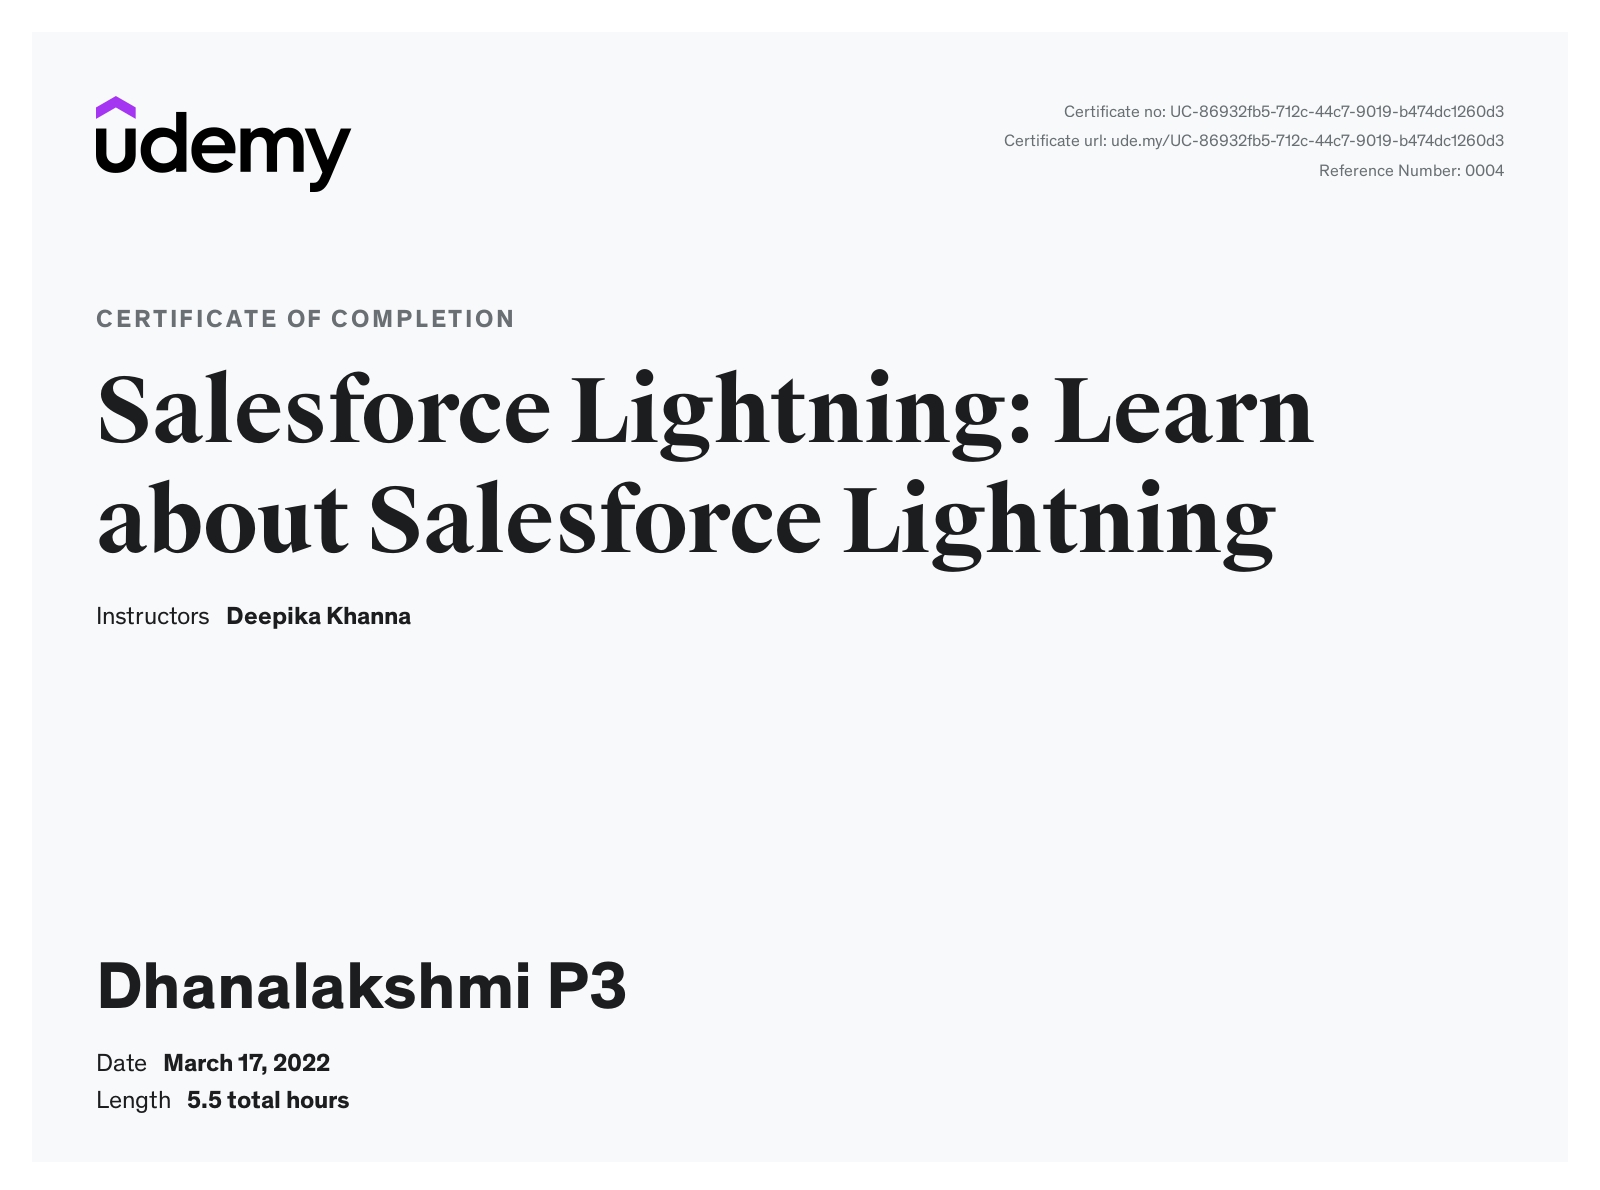 udemy
Certificate no: UC-86932fb5-712c-44c7-9019-b474dc1260d3
Certificate url: ude.my/UC-86932fb5-712c-44c7-9019-b474dc1260d3
Reference Number: 0004
CERTIFICATE OF COMPLETION
Salesforce Lightning: Learn
about Salesforce Lightning
Instructors Deepika Khanna
Dhanalakshmi P3
Date March 17, 2022
Length 5.5 total hours